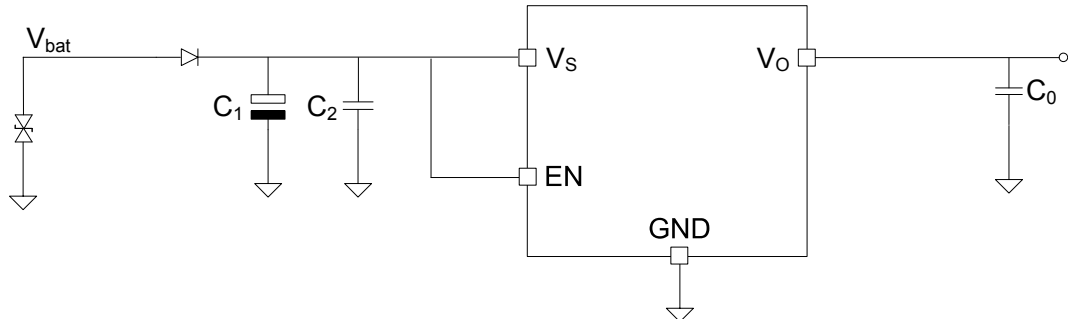 V_bat
V_S
V_O
C_1
C_2
C_0
EN
GND